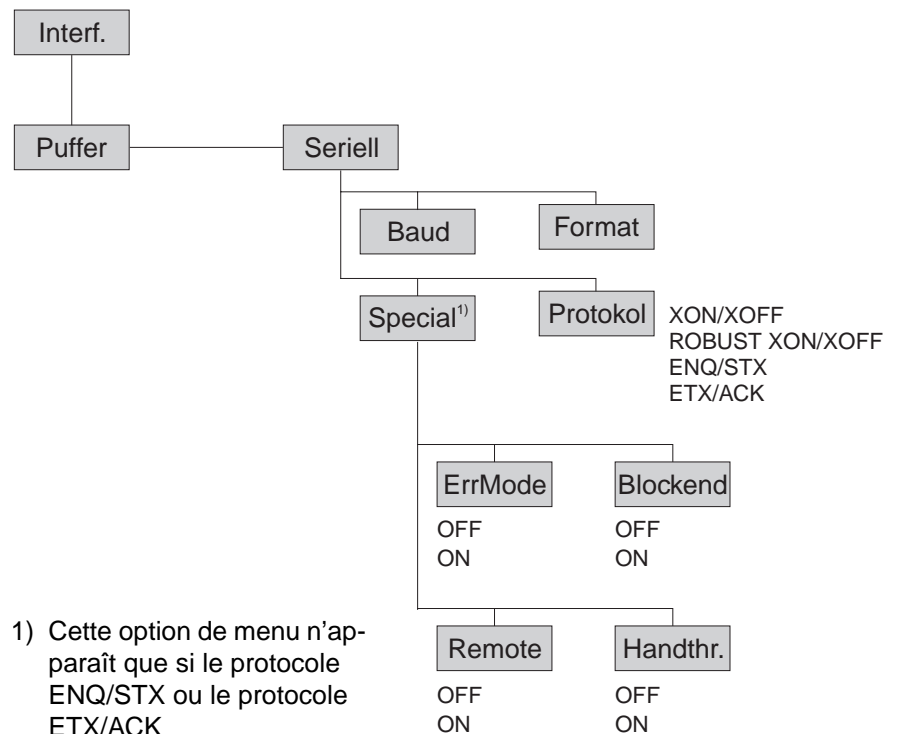 Interf.
Puffer
Seriell
Baud
Format
Special1)
Protokol
XON/XOFF
ROBUST XON/XOFF
ENQ/STX
ETX/ACK
ErrMode
Blockend
OFF
ON
OFF
ON
Remote
Handthr.
OFF
ON
OFF
ON
1) Cette option de menu n'ap-
paraît que si le protocole
ENQ/STX ou le protocole
ETX/ACK